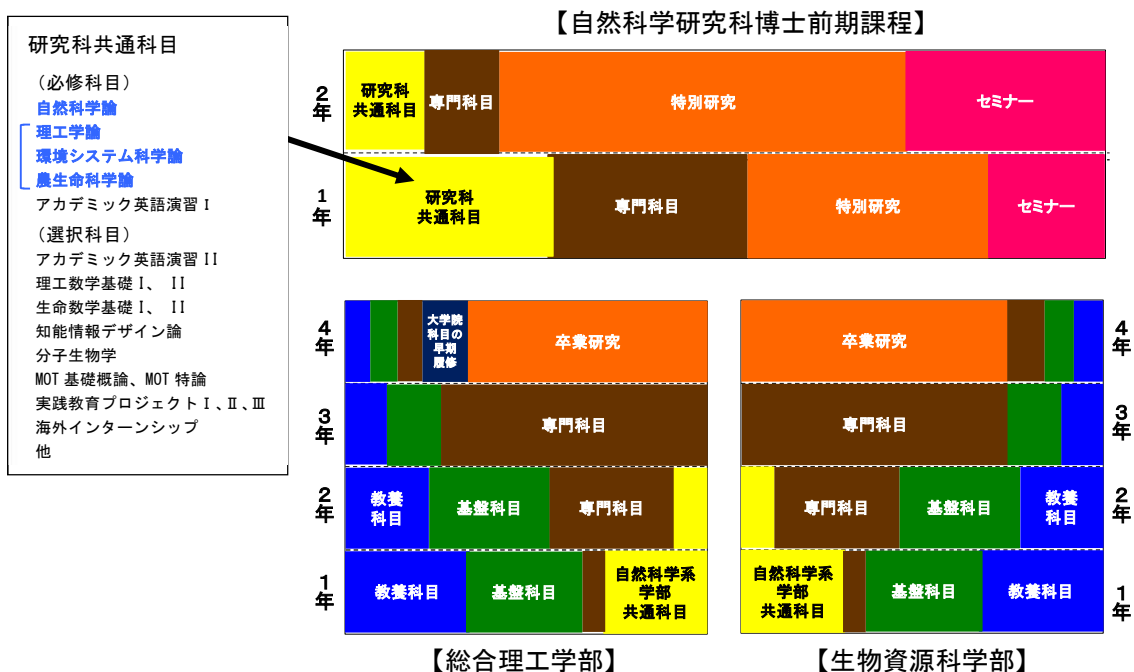 【自然科学研究科博士前期課程】
研究科共通科目
(必修科目)
自然科学論
理工学論
環境システム科学論
農生命科学論
アカデミック英語演習Ⅰ
(選択科目)
アカデミック英語演習II
理工数学基礎Ⅰ、 II
生命数学基礎Ⅰ、 II
知能情報デザイン論
分子生物学
MOT 基礎概論、MOT 特論
実践教育プロジェクトⅠ、Ⅱ、Ⅲ
海外インターンシップ
他
2年
研究科
共通科目
専門科目
特別研究
セミナー
1年
研究科
共通科目
専門科目
特別研究
セミナー
4年
大学院
科目の
早期
履修
卒業研究
3年
専門科目
2年
教養
科目
基盤科目
専門科目
1年
教養科目
基盤科目
自然科学系
学部
共通科目
【総合理工学部】
卒業研究
4年
専門科目
3年
専門科目
基盤科目
教養
科目
2年
自然科学系
学部
共通科目
基盤科目
教養科目
1年
【生物資源科学部】